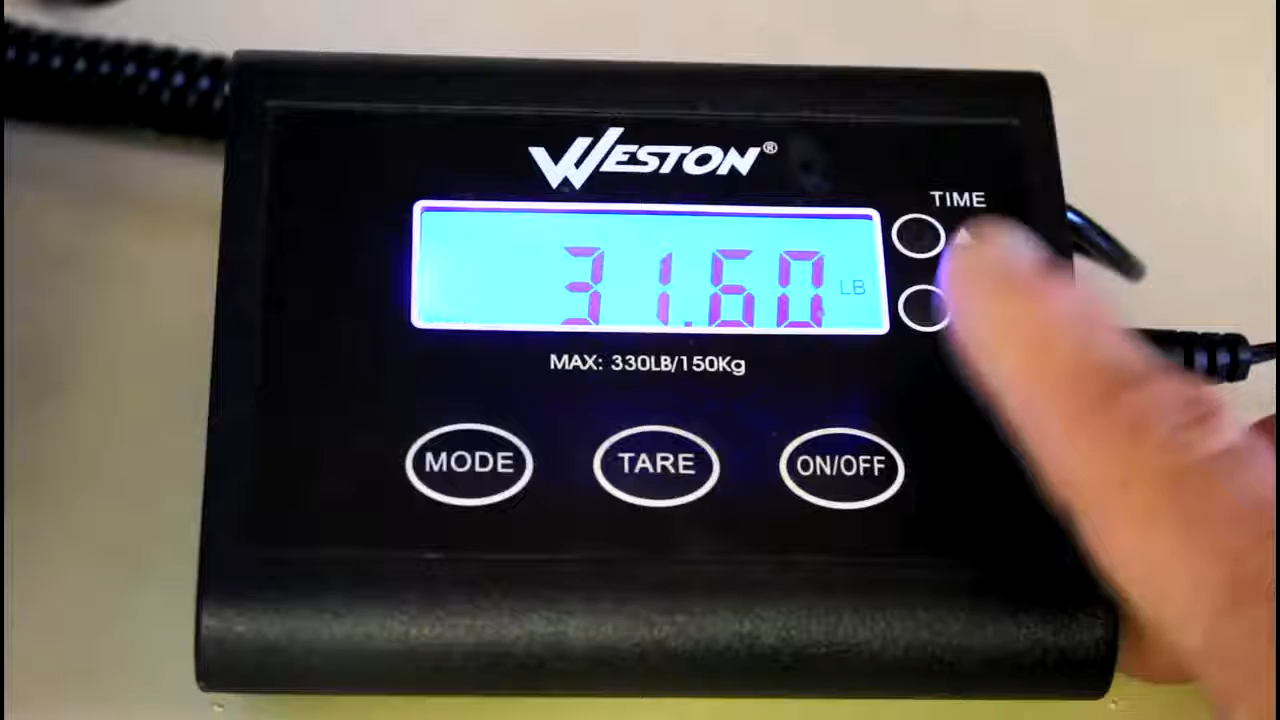 WESTON®
TIME
31.60 LB
MAX: 330LB/150Kg
MODE TARE ON/OFF